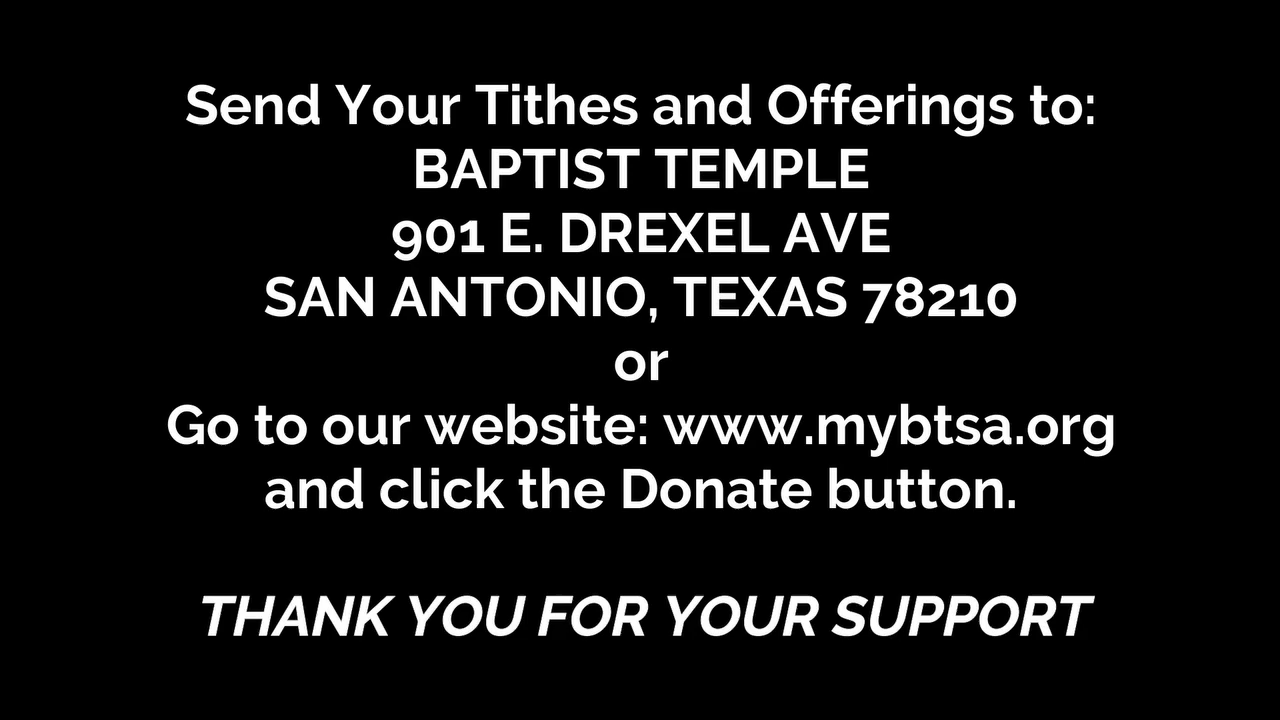 Send Your Tithes and Offerings to:
BAPTIST TEMPLE
901 E. DREXEL AVE
SAN ANTONIO, TEXAS 78210
or
Go to our website: www.mybtsa.org
and click the Donate button.
THANK YOU FOR YOUR SUPPORT